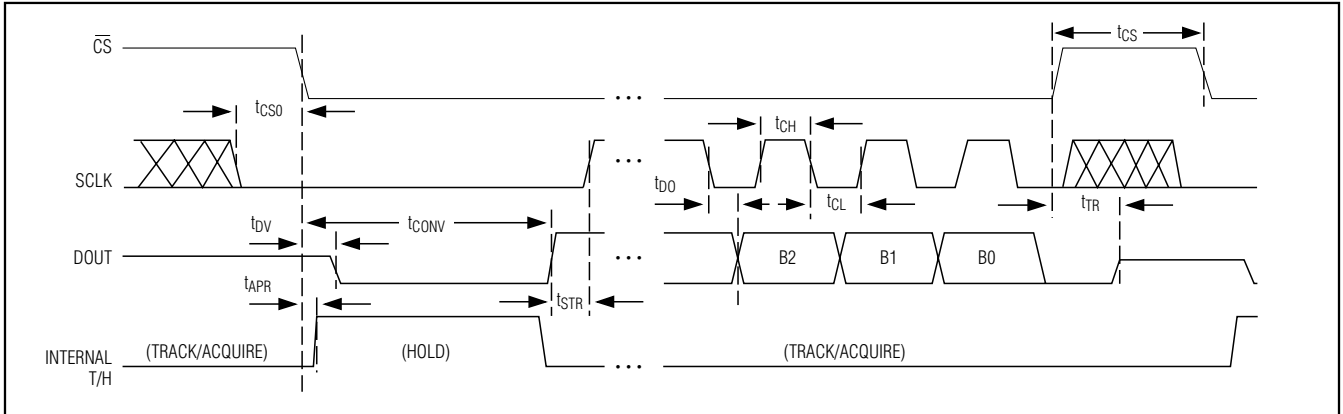 CS
tCS
tCS0
tCH
SCLK
tDO
tCL
tTR
tDV
tCONV
DOUT
B2
B1
B0
tAPR
tSTR
INTERNAL
T/H
(TRACK/ACQUIRE)
(HOLD)
(TRACK/ACQUIRE)